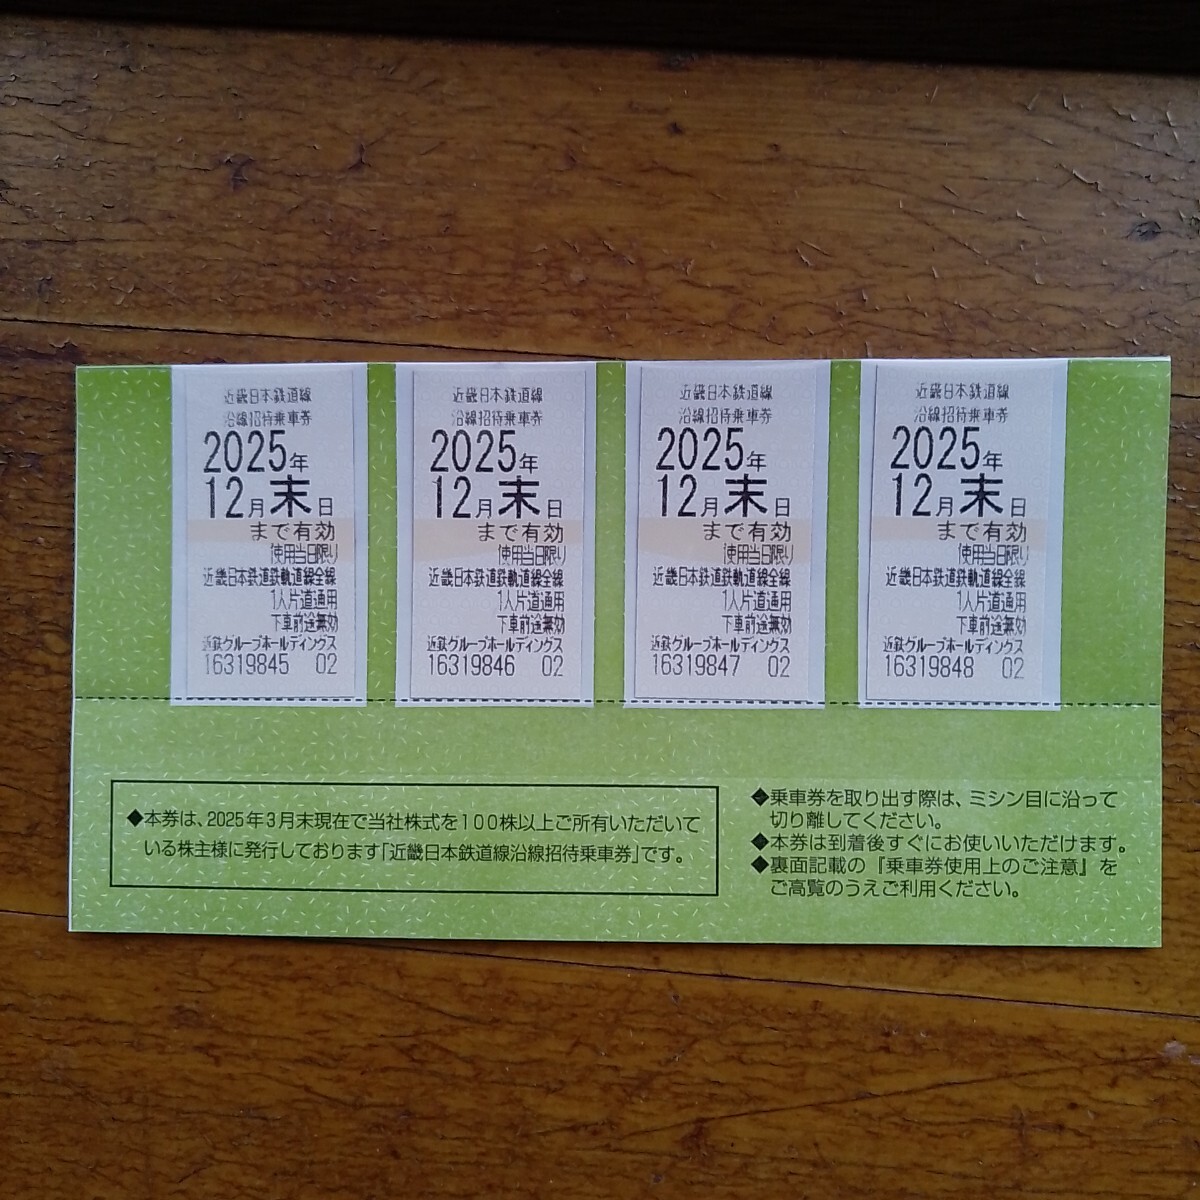 近畿日本鉄道線
沿線招待乗車券
2025年
12月末日
まで有効
使用当日限り
近畿日本鉄道鉄軌道線全線
1人片道通用
下車前途無効
近鉄グループホールディングス
16319845 02
近畿日本鉄道線
沿線招待乗車券
2025年
12月末日
まで有効
使用当日限り
近畿日本鉄道鉄軌道線全線
1人片道通用
下車前途無効
近鉄グループホールディングス
16319846 02
近畿日本鉄道線
沿線招待乗車券
2025年
12月末日
まで有効
使用当日限り
近畿日本鉄道鉄軌道線全線
1人片道通用
下車前途無効
近鉄グループホールディングス
16319847 02
近畿日本鉄道線
沿線招待乗車券
2025年
12月末日
まで有効
使用当日限り
近畿日本鉄道鉄軌道線全線
1人片道通用
下車前途無効
近鉄グループホールディングス
16319848 02
◆本券は、2025年3月末現在で当社株式を100株以上ご所有いただいて
いる株主様に発行しております「近畿日本鉄道線沿線招待乗車券」です。
◆乗車券を取り出す際は、ミシン目に沿って
切り離してください。
◆本券は到着後すぐにお使いいただけます。
◆裏面記載の『乗車券使用上のご注意』を
ご高覧のうえご利用ください。